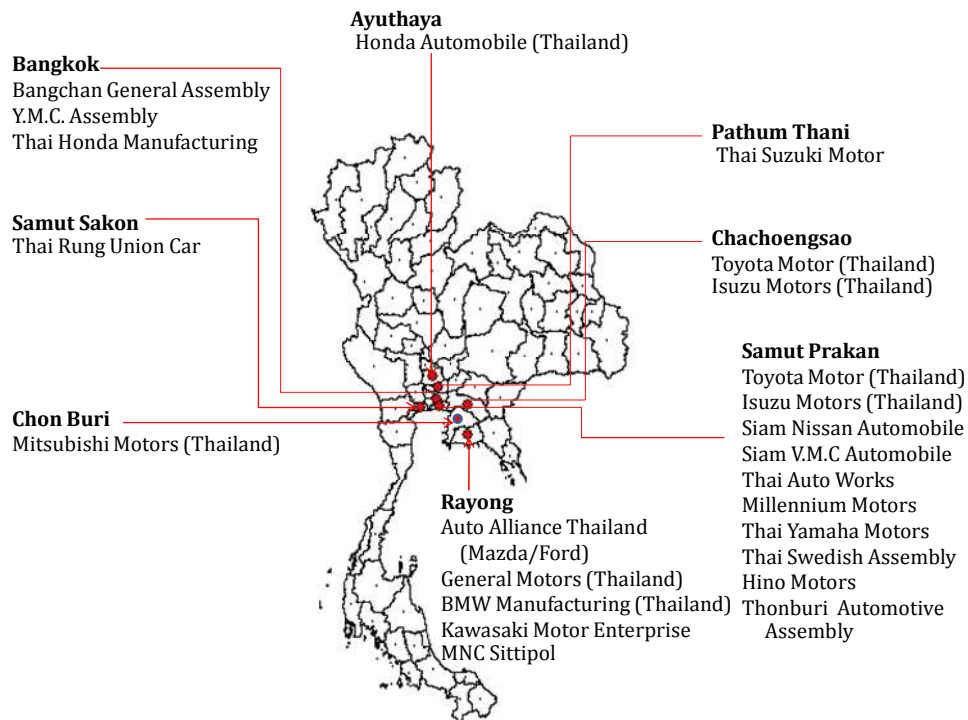 Ayuthaya
Honda Automobile (Thailand)
Bangkok
Bangchan General Assembly
Y.M.C. Assembly
Thai Honda Manufacturing
Pathum Thani
Thai Suzuki Motor
Samut Sakon
Thai Rung Union Car
Chachoengsao
Toyota Motor (Thailand)
Isuzu Motors (Thailand)
Samut Prakan
Toyota Motor (Thailand)
Isuzu Motors (Thailand)
Siam Nissan Automobile
Siam V.M.C Automobile
Thai Auto Works
Millennium Motors
Thai Yamaha Motors
Thai Swedish Assembly
Hino Motors
Thonburi Automotive
Assembly
Chon Buri
Mitsubishi Motors (Thailand)
Rayong
Auto Alliance Thailand
(Mazda/Ford)
General Motors (Thailand)
BMW Manufacturing (Thailand)
Kawasaki Motor Enterprise
MNC Sittipol